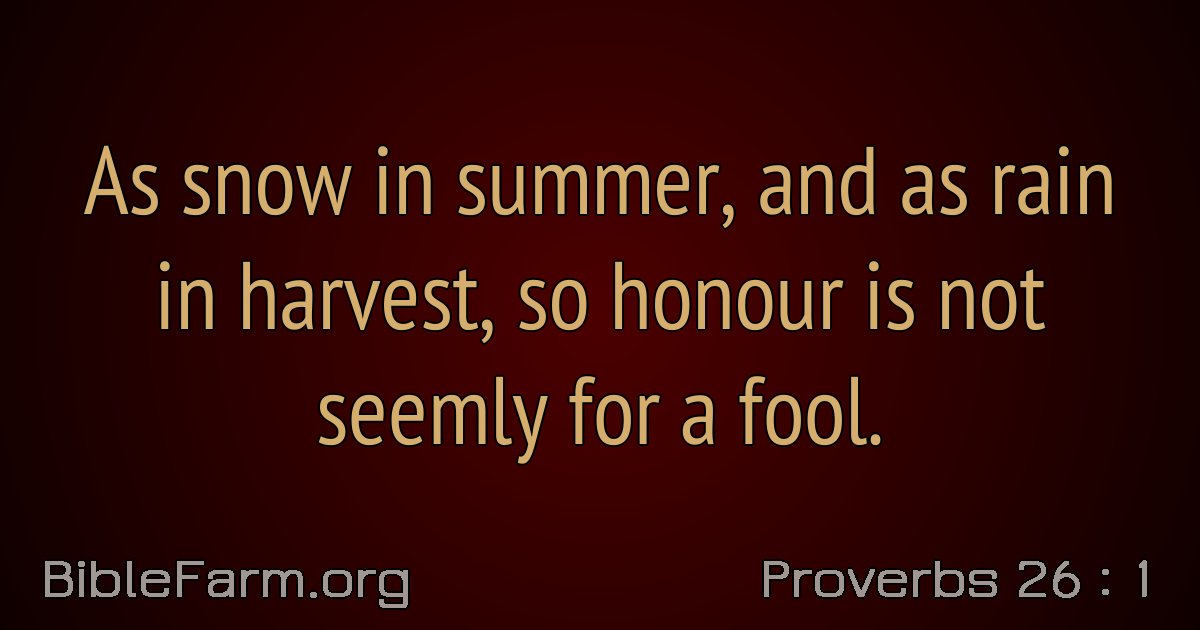 As snow in summer, and as rain
in harvest, so honour is not
seemly for a fool.
BibleFarm.org
Proverbs 26 : 1